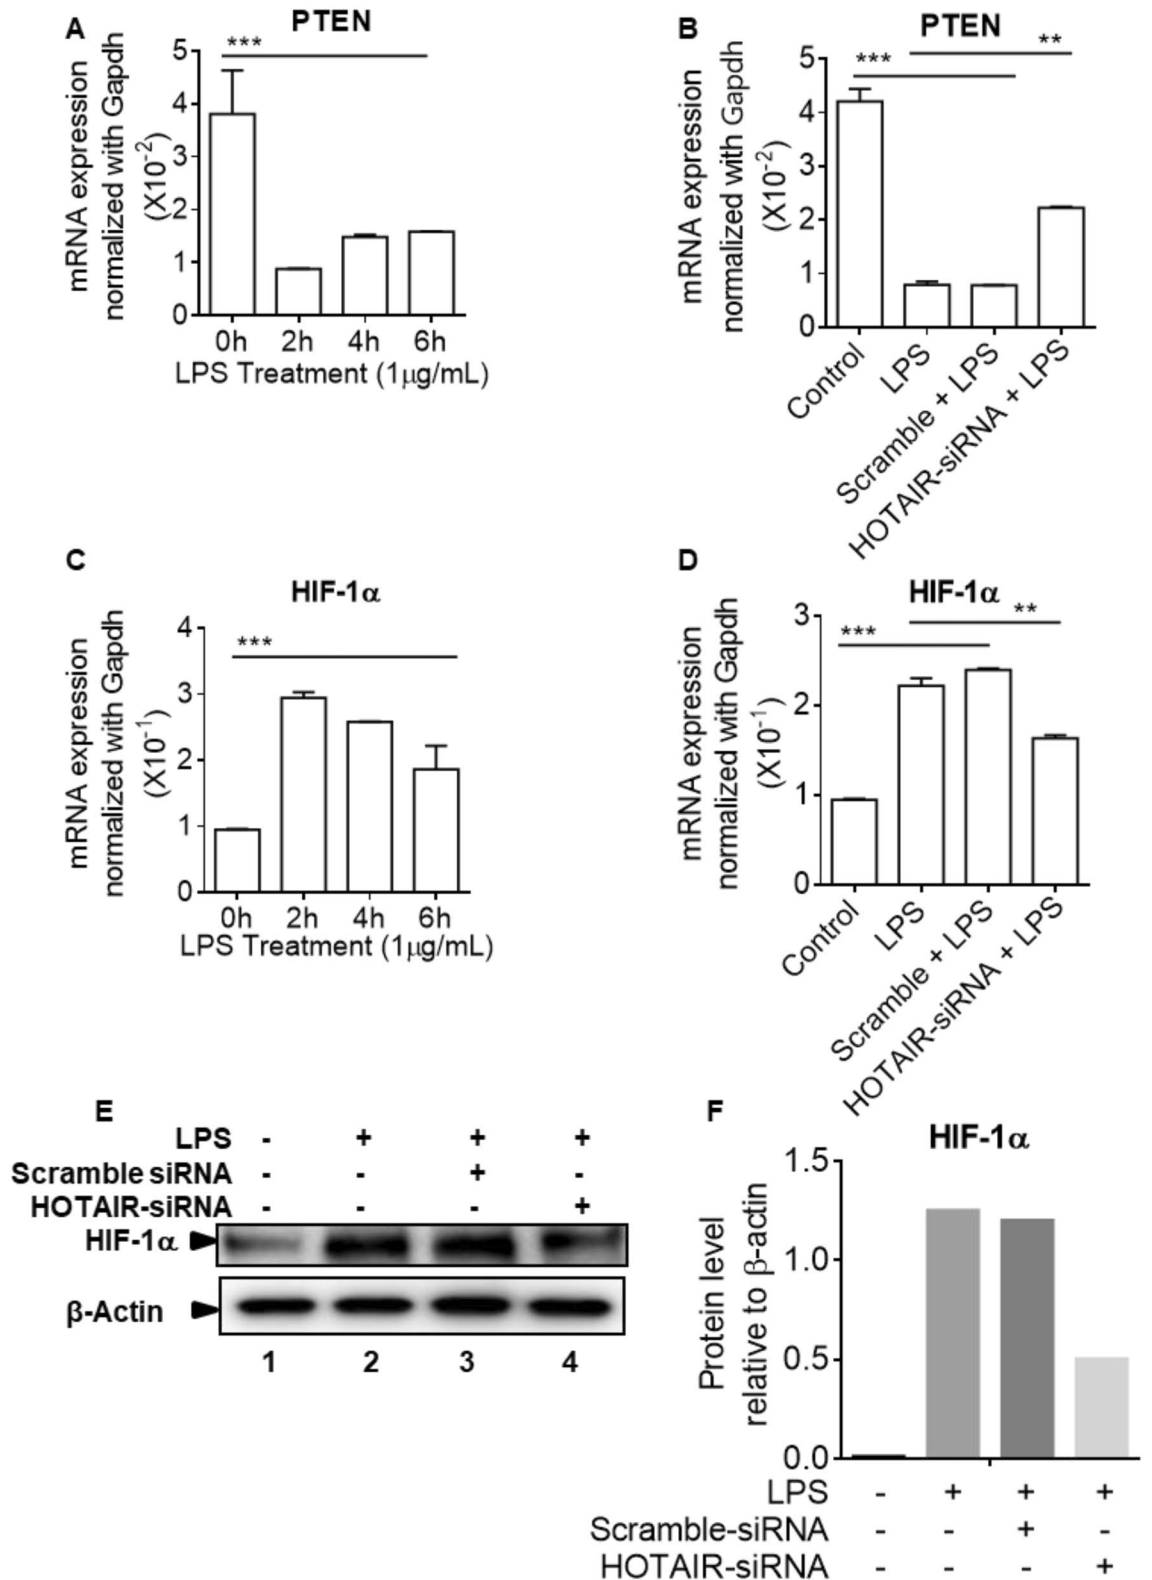 A
PTEN
***
mRNA expression
normalized with Gapdh
(X10-2)
5
4
3
2
1
0
0h 2h 4h 6h
LPS Treatment (1μg/mL)
B
PTEN
***
**
mRNA expression
normalized with Gapdh
(X10-2)
5
4
3
2
1
0
Control
LPS
Scramble + LPS
HOTAIR-siRNA + LPS
C
HIF-1α
***
mRNA expression
normalized with Gapdh
(X10-1)
4
3
2
1
0
0h 2h 4h 6h
LPS Treatment (1μg/mL)
D
HIF-1α
***
**
mRNA expression
normalized with Gapdh
(X10-1)
3
2
1
0
Control
LPS
Scramble + LPS
HOTAIR-siRNA + LPS
E
LPS - + + +
Scramble siRNA - - + -
HOTAIR-siRNA - - - +
HIF-1α
β-Actin
1 2 3 4
F
HIF-1α
Protein level
relative to β-actin
1.5
1.0
0.5
0.0
LPS - + + +
Scramble-siRNA - - + -
HOTAIR-siRNA - - - +